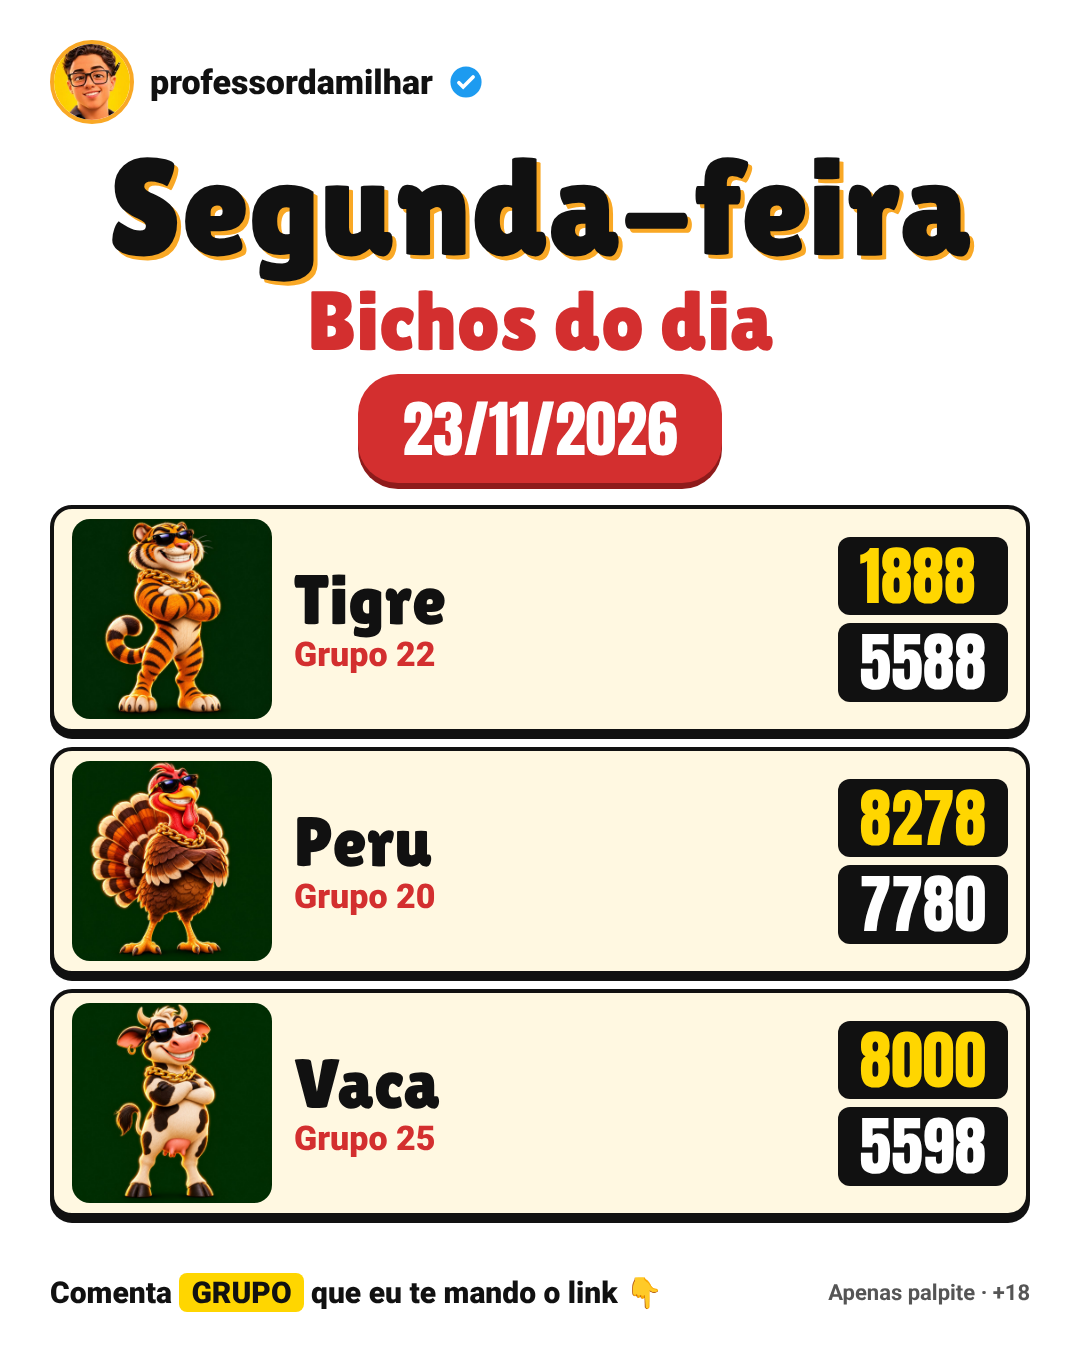 professordamilhar
Segunda-feira
Bichos do dia
23/11/2026
Tigre
Grupo 22
1888
5588
Peru
Grupo 20
8278
7780
Vaca
Grupo 25
8000
5598
Comenta GRUPO que eu te mando o link 👇
Apenas palpite · +18